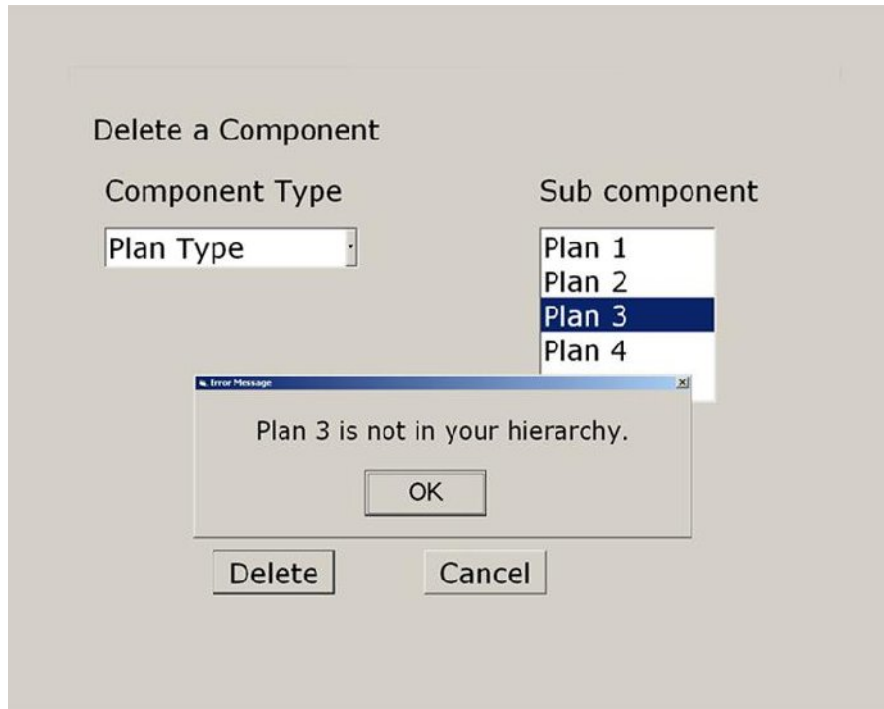 Delete a Component
Component Type
Sub component
Plan Type
Plan 1
Plan 2
Plan 3
Plan 4
Error Message
Plan 3 is not in your hierarchy.
OK
Delete
Cancel